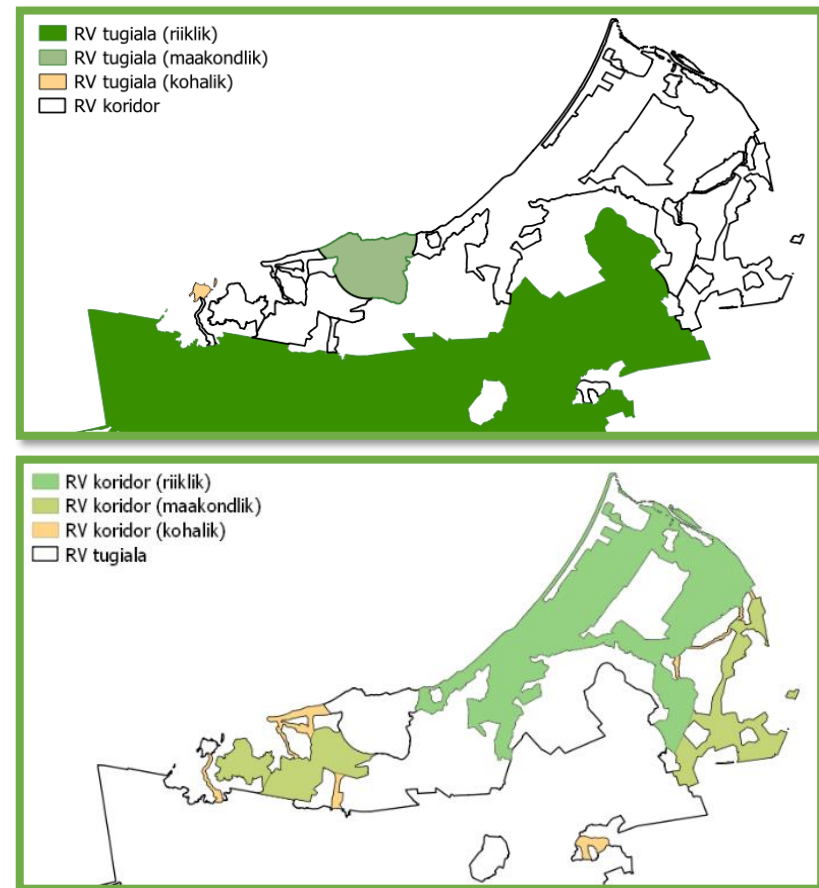 RV tugiala (riiklik)
RV tugiala (maakondlik)
RV tugiala (kohalik)
RV koridor
RV koridor (riiklik)
RV koridor (maakondlik)
RV koridor (kohalik)
RV tugiala